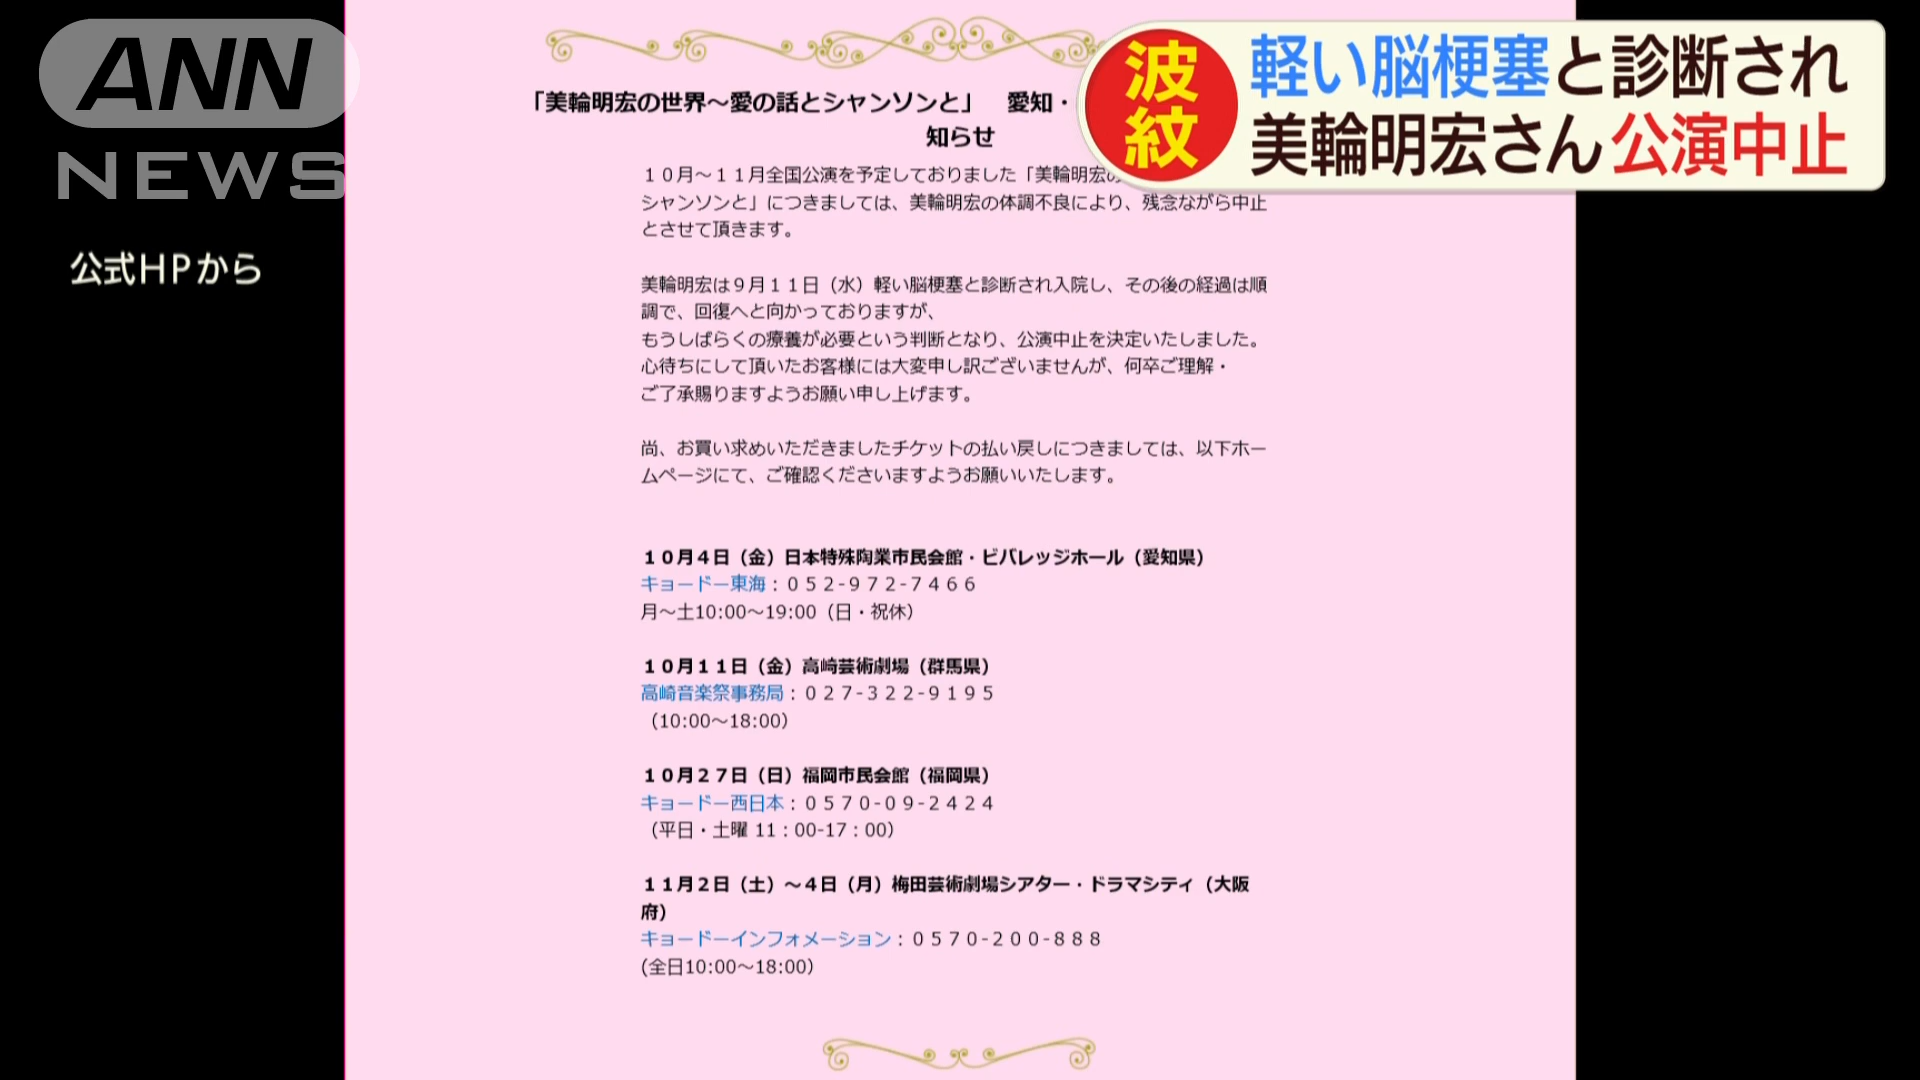 ANN
NEWS
公式HPから
波紋
軽い脳梗塞と診断され
美輪明宏さん公演中止
「美輪明宏の世界～愛の話とシャンソンと」　愛知・
知らせ
１０月～１１月全国公演を予定しておりました「美輪明宏の
シャンソンと」につきましては、美輪明宏の体調不良により、残念ながら中止
とさせて頂きます。
美輪明宏は９月１１日（水）軽い脳梗塞と診断され入院し、その後の経過は順
調で、回復へと向かっておりますが、
もうしばらくの療養が必要という判断となり、公演中止を決定いたしました。
心待ちにして頂いたお客様には大変申し訳ございませんが、何卒ご理解・
ご了承賜りますようお願い申し上げます。
尚、お買い求めいただきましたチケットの払い戻しにつきましては、以下ホー
ムページにて、ご確認くださいますようお願いいたします。
１０月４日（金）日本特殊陶業市民会館・ビバレッジホール（愛知県）
キョードー東海：０５２-９７２-７４６６
月～土10:00～19:00（日・祝休）
１０月１１日（金）高崎芸術劇場（群馬県）
高崎音楽祭事務局：０２７-３２２-９１９５
（10:00～18:00）
１０月２７日（日）福岡市民会館（福岡県）
キョードー西日本：０５７０-０９-２４２４
（平日・土曜 11：00-17：00）
１１月２日（土）～４日（月）梅田芸術劇場シアター・ドラマシティ（大阪
府）
キョードーインフォメーション：０５７０-２００-８８８
(全日10:00～18:00）